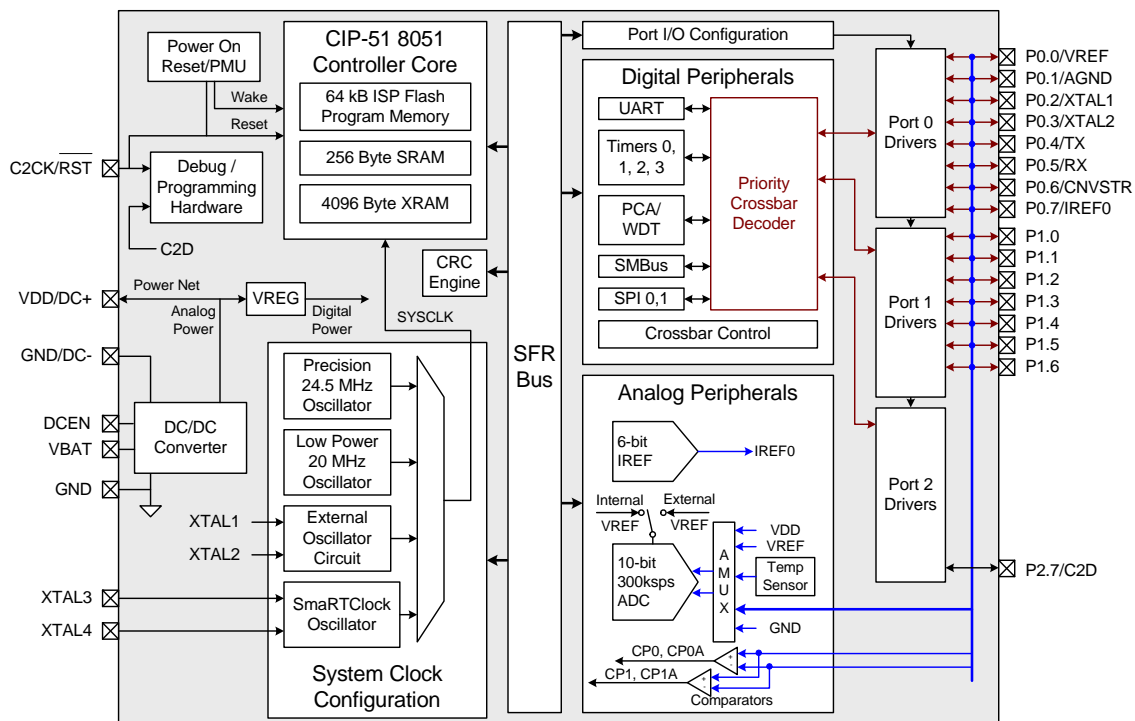 Power On
Reset/PMU
Wake
Reset
C2CK/RST
Debug /
Programming
Hardware
C2D
CIP-51 8051
Controller Core
64 kB ISP Flash
Program Memory
256 Byte SRAM
4096 Byte XRAM
CRC
Engine
VDD/DC+
Power Net
Analog
Power
VREG
Digital
Power
SYSCLK
GND/DC-
DCEN
VBAT
GND
DC/DC
Converter
Precision
24.5 MHz
Oscillator
Low Power
20 MHz
Oscillator
XTAL1
XTAL2
External
Oscillator
Circuit
XTAL3
XTAL4
SmaRTClock
Oscillator
System Clock
Configuration
SFR
Bus
Port I/O Configuration
Digital Peripherals
UART
Timers 0,
1, 2, 3
PCA/
WDT
SMBus
SPI 0,1
Priority
Crossbar
Decoder
Crossbar Control
Analog Peripherals
6-bit
IREF
IREF0
Internal
VREF
External
VREF
10-bit
300ksps
ADC
A
M
U
X
VDD
VREF
Temp
Sensor
GND
CP0, CP0A
+
-
CP1, CP1A
+
-
Comparators
Port 0
Drivers
Port 1
Drivers
Port 2
Drivers
P0.0/VREF
P0.1/AGND
P0.2/XTAL1
P0.3/XTAL2
P0.4/TX
P0.5/RX
P0.6/CNVSTR
P0.7/IREF0
P1.0
P1.1
P1.2
P1.3
P1.4
P1.5
P1.6
P2.7/C2D